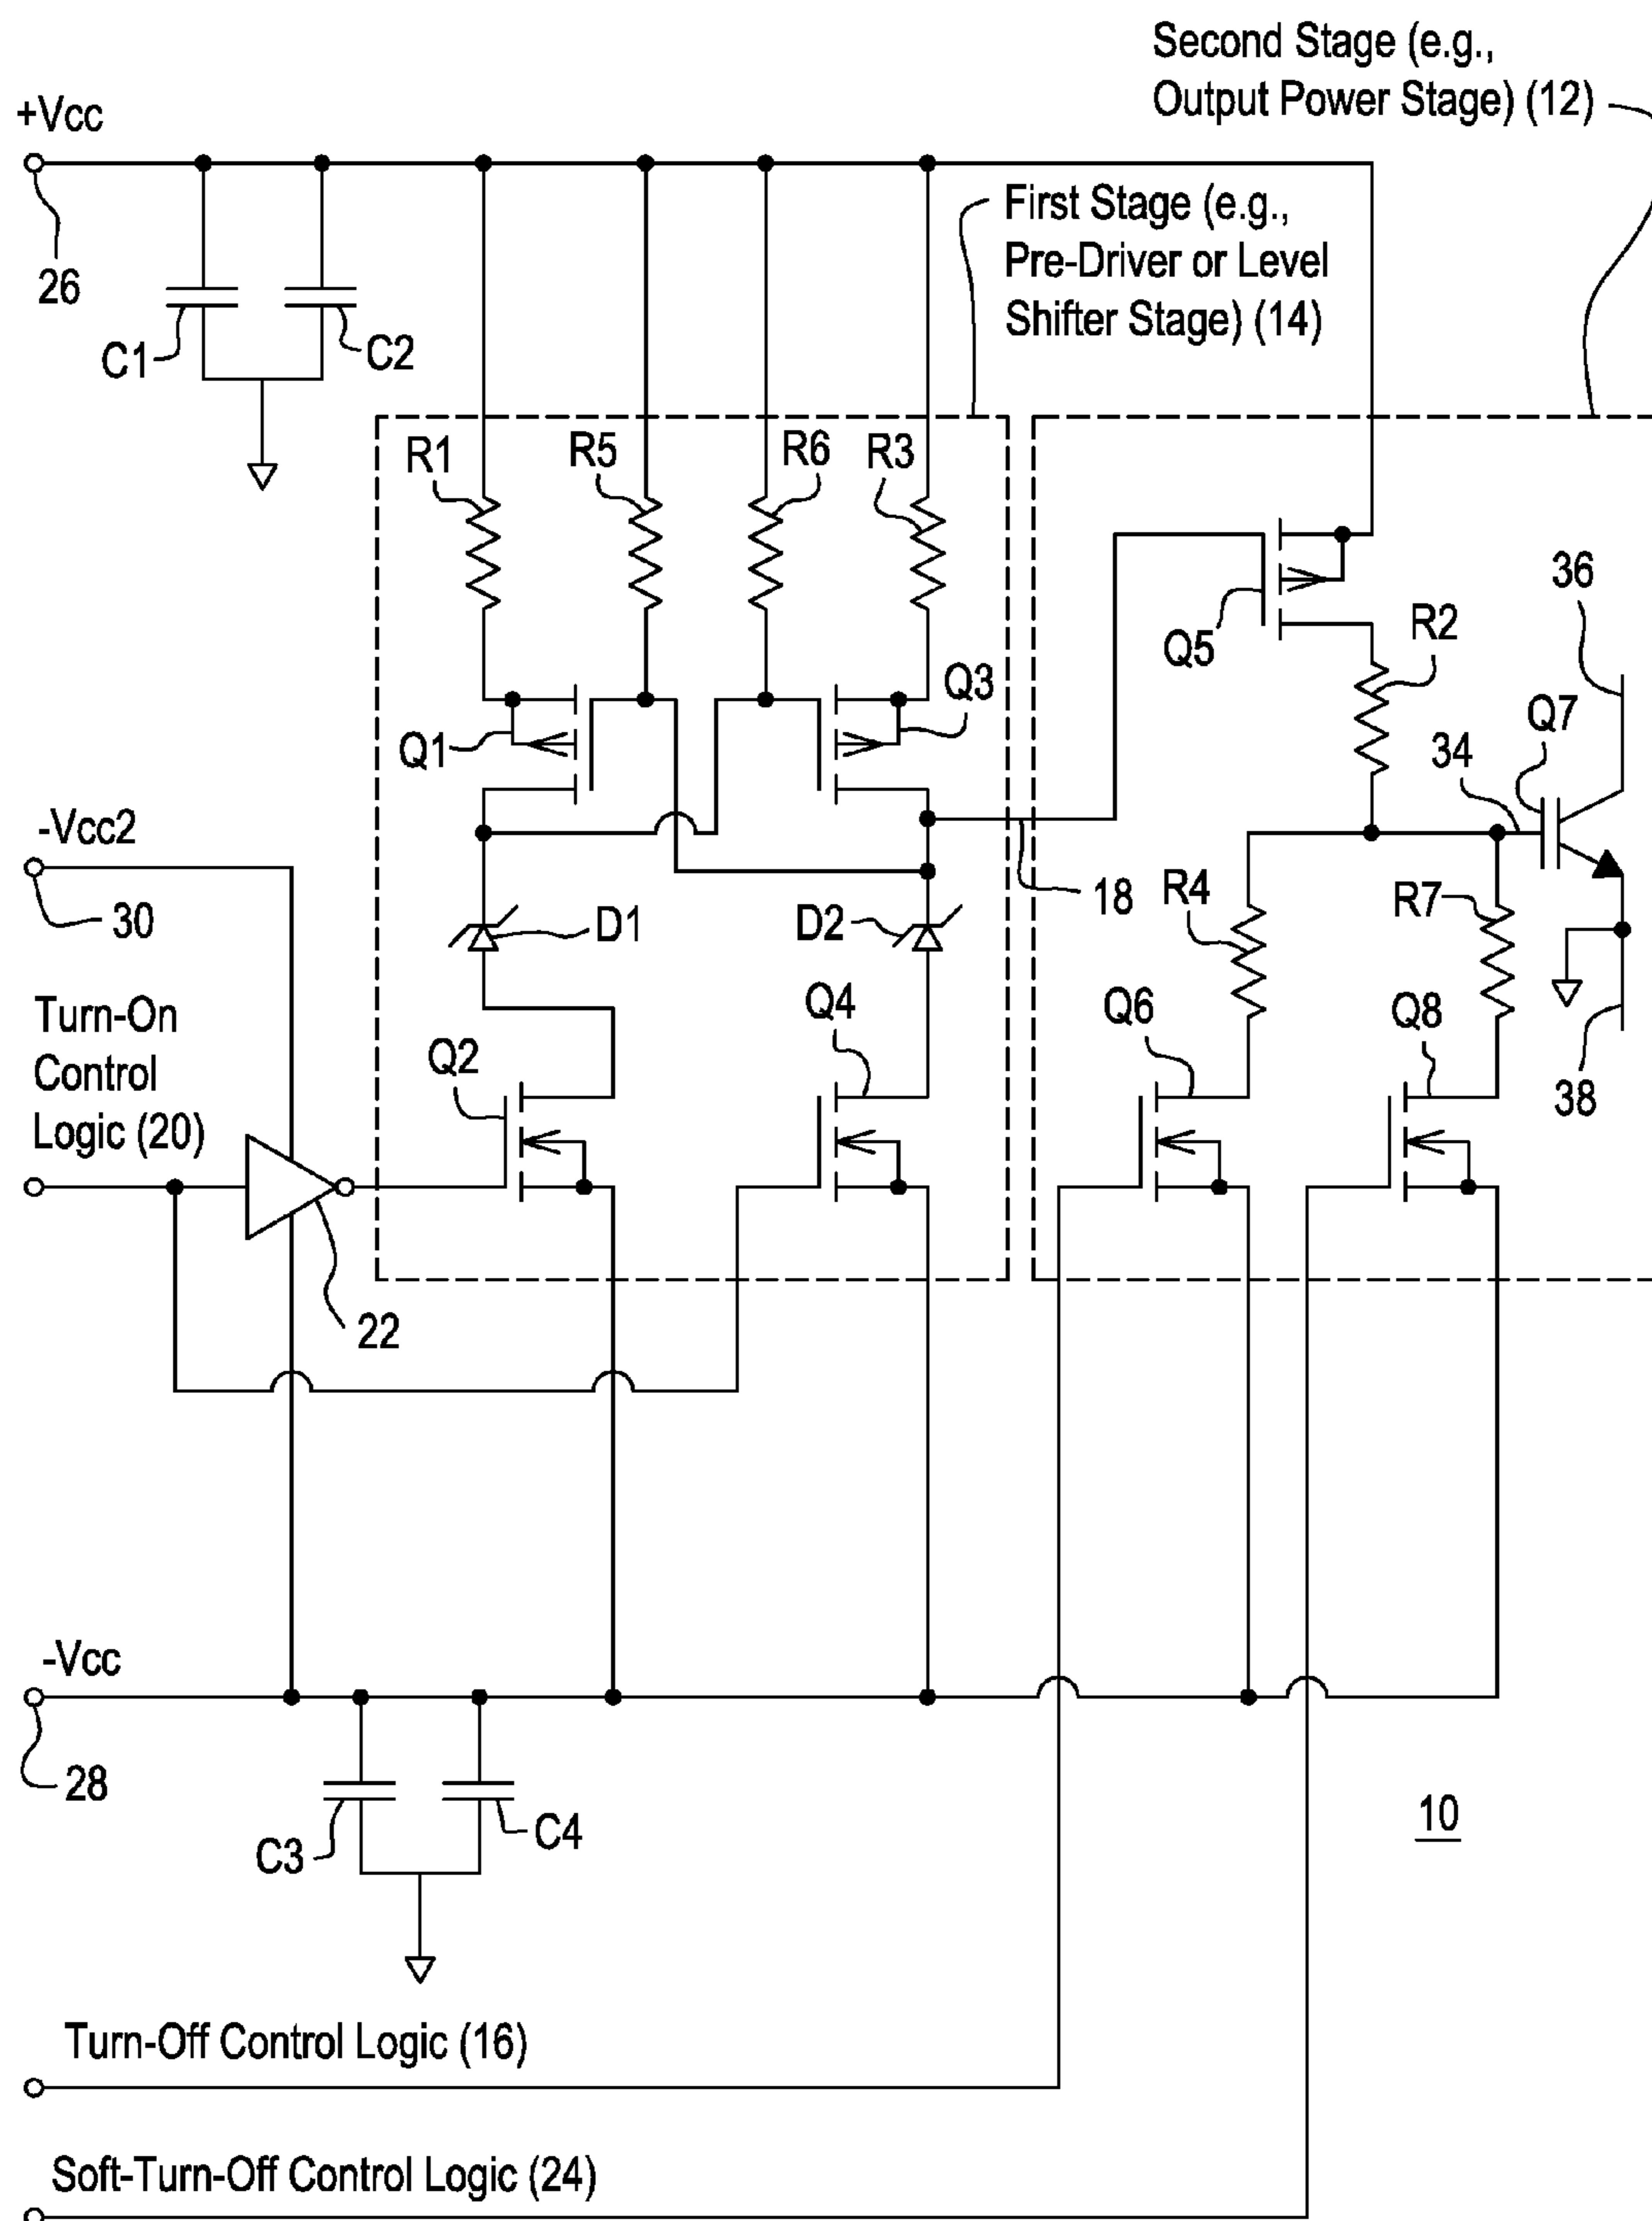 Second Stage (e.g.,
Output Power Stage) (12)
+Vcc
First Stage (e.g.,
Pre-Driver or Level
Shifter Stage) (14)
26
C1
C2
R1
R5
R6
R3
36
Q5
R2
Q1
Q3
Q7
34
-Vcc2
30
D1
D2
18
R4
R7
Turn-On
Control
Logic (20)
Q2
Q4
Q6
Q8
38
22
-Vcc
28
C3
C4
10
Turn-Off Control Logic (16)
Soft-Turn-Off Control Logic (24)